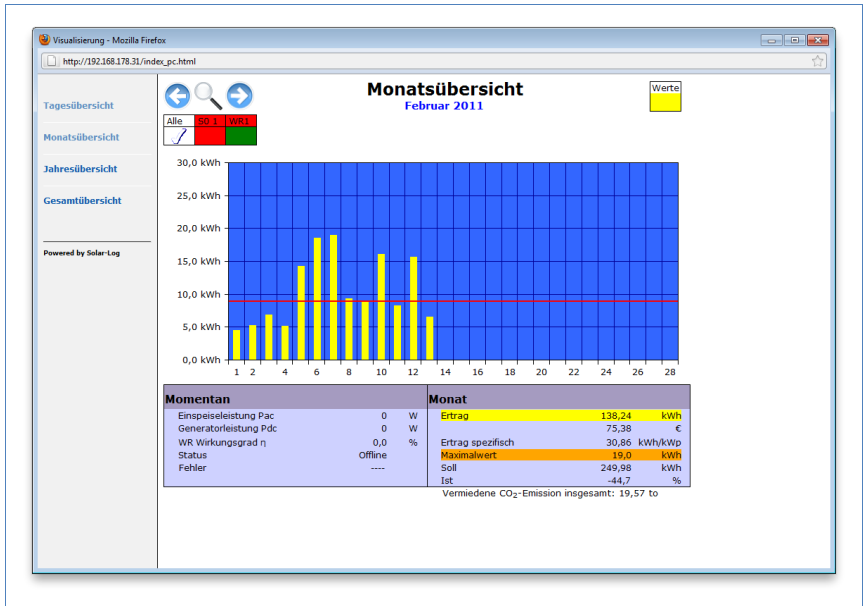 Visualisierung - Mozilla Firefox
http://192.168.178.31/index_pc.html
Tagesübersicht
Monatsübersicht
Jahresübersicht
Gesamtübersicht
Powered by Solar-Log
Monatsübersicht
Februar 2011
Werte
Alle S0 1 WR1
30,0 kWh
25,0 kWh
20,0 kWh
15,0 kWh
10,0 kWh
5,0 kWh
0,0 kWh
1 2 4 6 8 10 12 14 16 18 20 22 24 26 28
Momentan
Einspeiseleistung Pac 0 W
Generatorleistung Pdc 0 W
WR Wirkungsgrad η 0,0 %
Status Offline
Fehler ----
Monat
Ertrag 138,24 kWh
75,38 €
Ertrag spezifisch 30,86 kWh/kWp
Maximalwert 19,0 kWh
Soll 249,98 kWh
Ist -44,7 %
Vermiedene CO₂-Emission insgesamt: 19,57 to